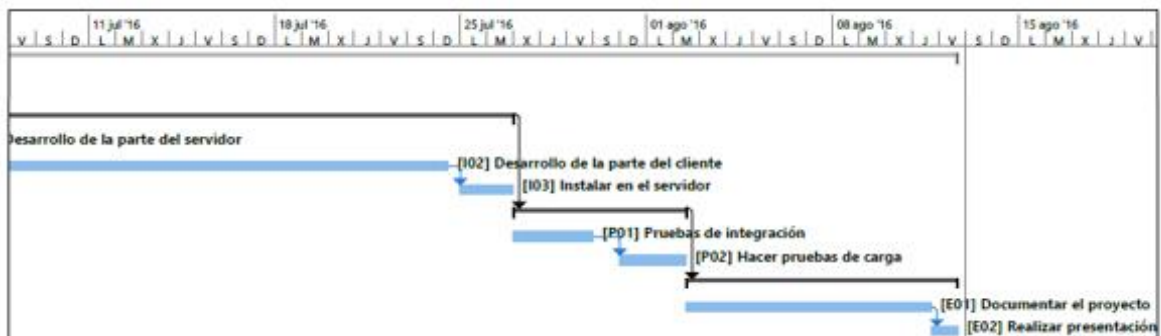 11 jul '16 18 jul '16 25 jul '16 01 ago '16 08 ago '16 15 ago '16
V S D L M X J V S D L M X J V S D L M X J V S D L M X J V S D L M X J V S D L M X J V
Desarrollo de la parte del servidor
[I02] Desarrollo de la parte del cliente
[I03] Instalar en el servidor
[P01] Pruebas de integración
[P02] Hacer pruebas de carga
[E01] Documentar el proyecto
[E02] Realizar presentación